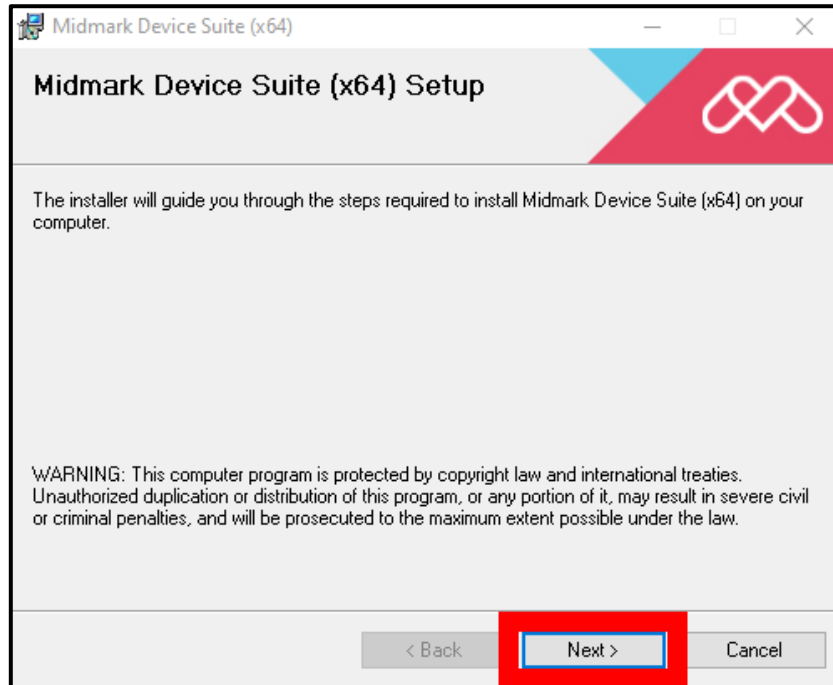 Midmark Device Suite (x64)
Midmark Device Suite (x64) Setup
The installer will guide you through the steps required to install Midmark Device Suite (x64) on your
computer.
WARNING: This computer program is protected by copyright law and international treaties.
Unauthorized duplication or distribution of this program, or any portion of it, may result in severe civil
or criminal penalties, and will be prosecuted to the maximum extent possible under the law.
< Back Next > Cancel